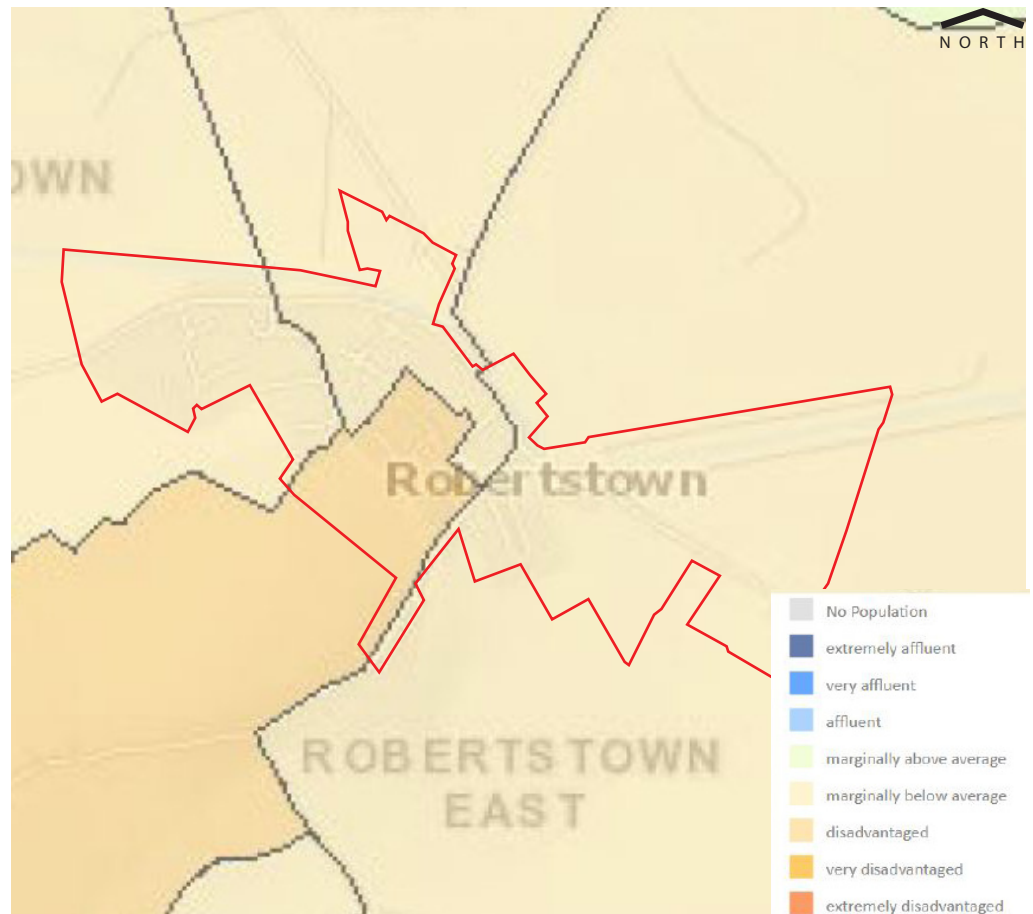 NORTH
OWN
Robertstown
ROBERTSTOWN
EAST
No Population
extremely affluent
very affluent
affluent
marginally above average
marginally below average
disadvantaged
very disadvantaged
extremely disadvantaged